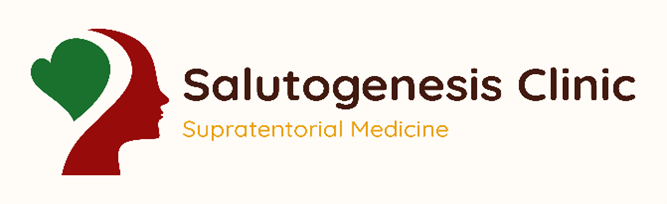 Salutogenesis Clinic
Supratentorial Medicine